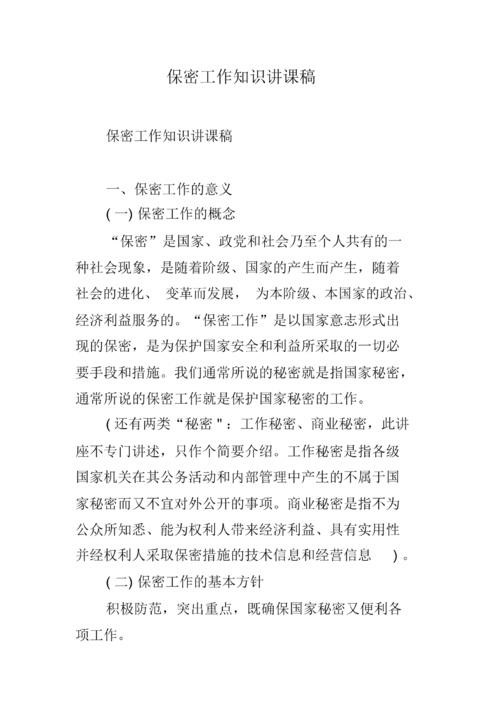 保密工作知识讲课稿
保密工作知识讲课稿
一、保密工作的意义
( 一) 保密工作的概念
“保密”是国家、政党和社会乃至个人共有的一
种社会现象，是随着阶级、国家的产生而产生，随着
社会的进化、 变革而发展， 为本阶级、本国家的政治、
经济利益服务的。“保密工作”是以国家意志形式出
现的保密，是为保护国家安全和利益所采取的一切必
要手段和措施。我们通常所说的秘密就是指国家秘密，
通常所说的保密工作就是保护国家秘密的工作。
( 还有两类“秘密"：工作秘密、商业秘密，此讲
座不专门讲述，只作个简要介绍。工作秘密是指各级
国家机关在其公务活动和内部管理中产生的不属于国
家秘密而又不宜对外公开的事项。商业秘密是指不为
公众所知悉、能为权利人带来经济利益、具有实用性
并经权利人采取保密措施的技术信息和经营信息 ) 。
( 二) 保密工作的基本方针
积极防范，突出重点，既确保国家秘密又便利各
项工作。